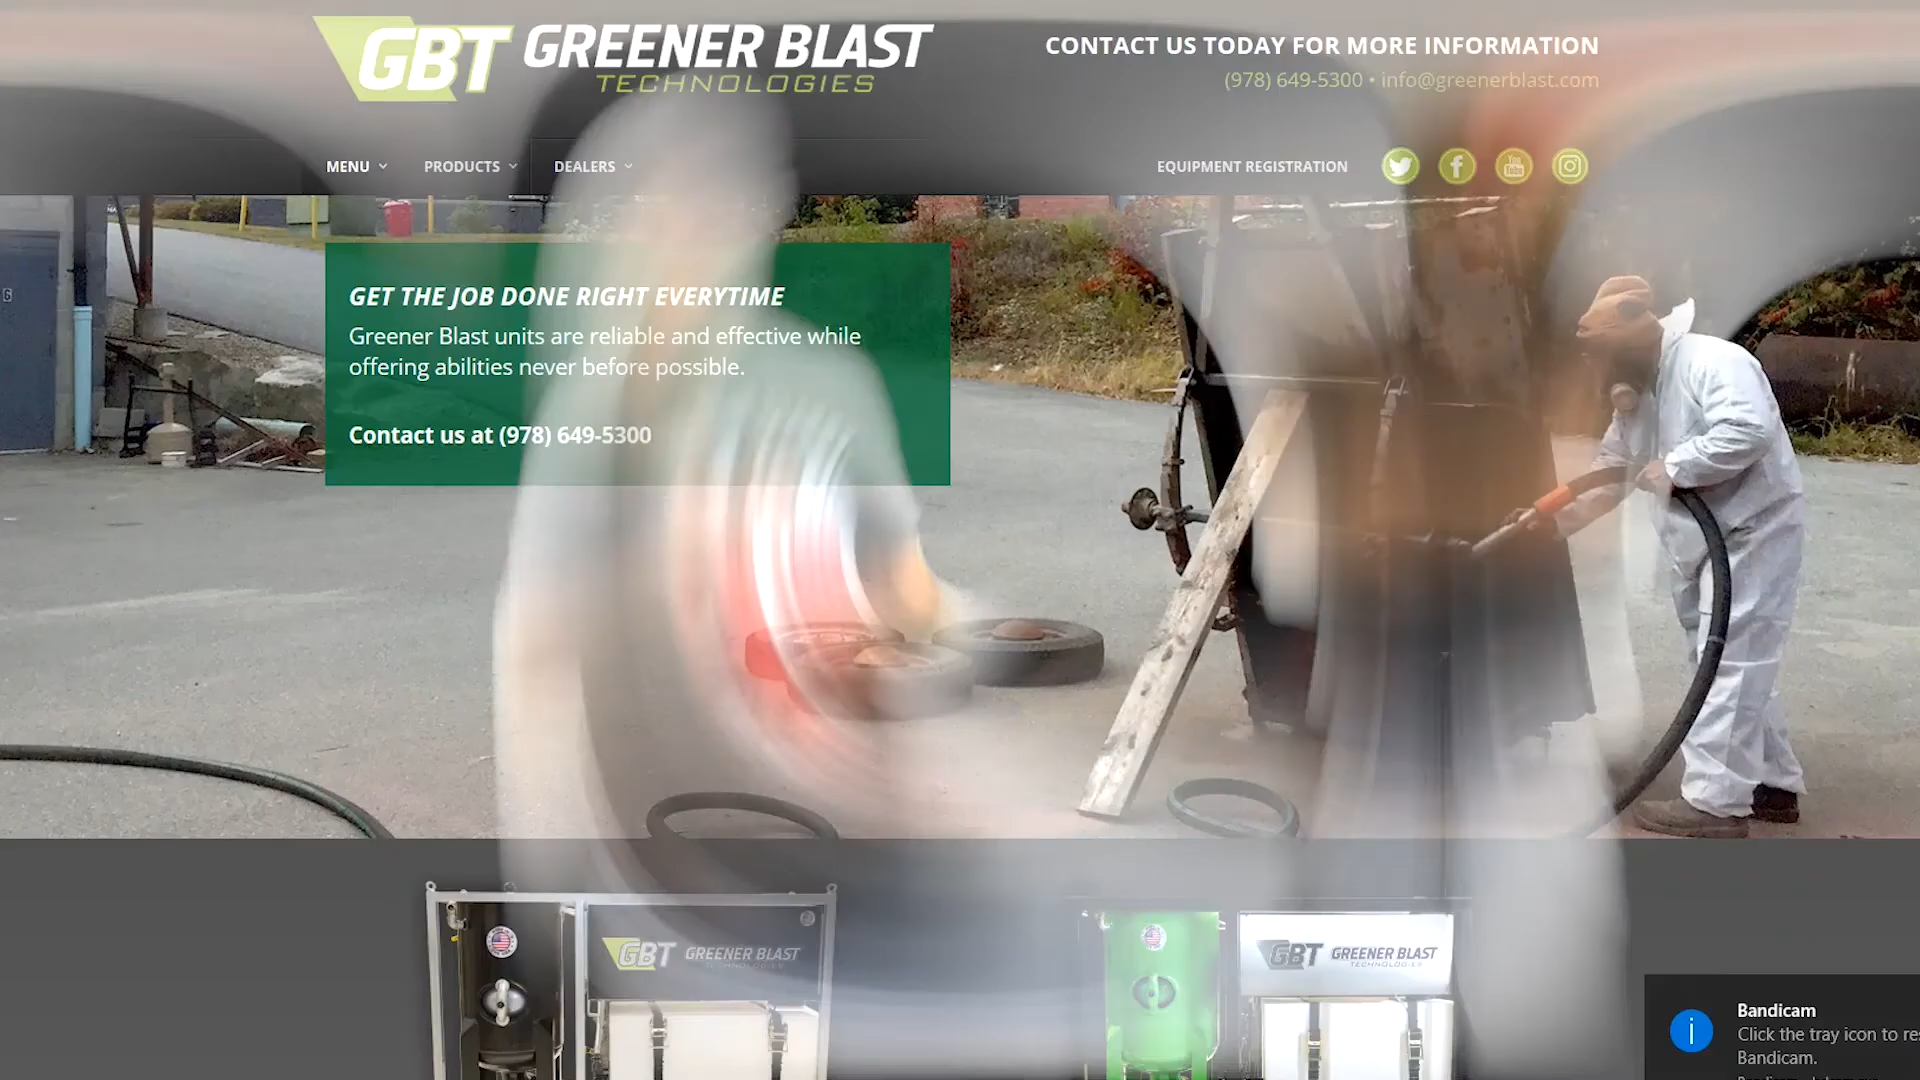 GBT GREENER BLAST
TECHNOLOGIES
CONTACT US TODAY FOR MORE INFORMATION
(978) 649-5300 • info@greenerblast.com
MENU PRODUCTS DEALERS EQUIPMENT REGISTRATION
You
Tube
6
GET THE JOB DONE RIGHT EVERYTIME
Greener Blast units are reliable and effective while
offering abilities never before possible.
Contact us at (978) 649-5300
GBT GREENER BLAST
TECHNOLOGIES
GBT GREENER BLAST
TECHNOLOGIES
Bandicam
Click the tray icon to re
Bandicam.